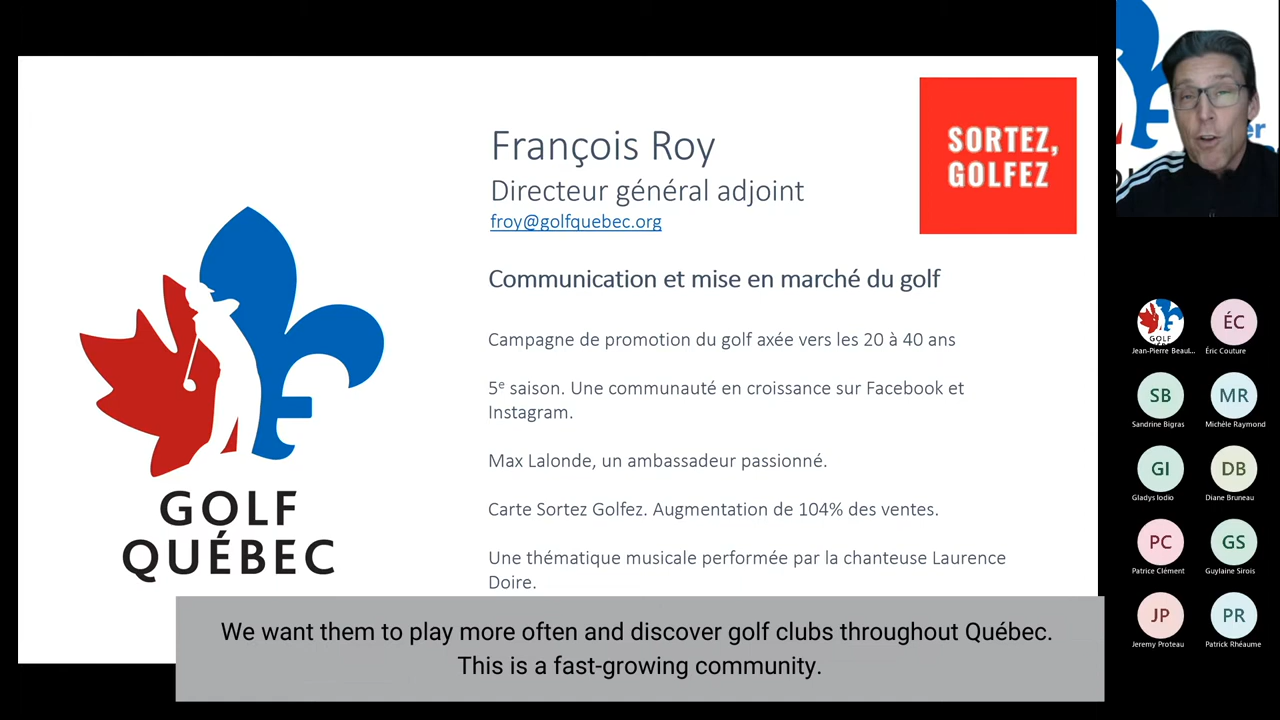 François Roy
Directeur général adjoint
froy@golfquebec.org
SORTEZ,
GOLFEZ
Communication et mise en marché du golf
Campagne de promotion du golf axée vers les 20 à 40 ans
5e saison. Une communauté en croissance sur Facebook et
Instagram.
Max Lalonde, un ambassadeur passionné.
Carte Sortez Golfez. Augmentation de 104% des ventes.
Une thématique musicale performée par la chanteuse Laurence
Doire.
GOLF
QUÉBEC
We want them to play more often and discover golf clubs throughout Québec.
This is a fast-growing community.
GOLF
Jean-Pierre Beaul...
ÉC
Éric Couture
SB
Sandrine Bigras
MR
Michéle Raymond
GI
Gladys Iodio
DB
Diane Bruneau
PC
Patrice Clément
GS
Guylaine Sirois
JP
Jeremy Proteau
PR
Patrick Rhéaume